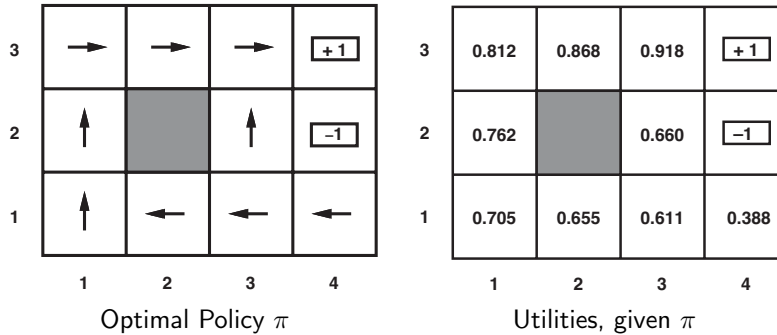 3
+ 1
2
–1
1
1 2 3 4
Optimal Policy π
3 0.812 0.868 0.918 + 1
2 0.762 0.660 –1
1 0.705 0.655 0.611 0.388
1 2 3 4
Utilities, given π